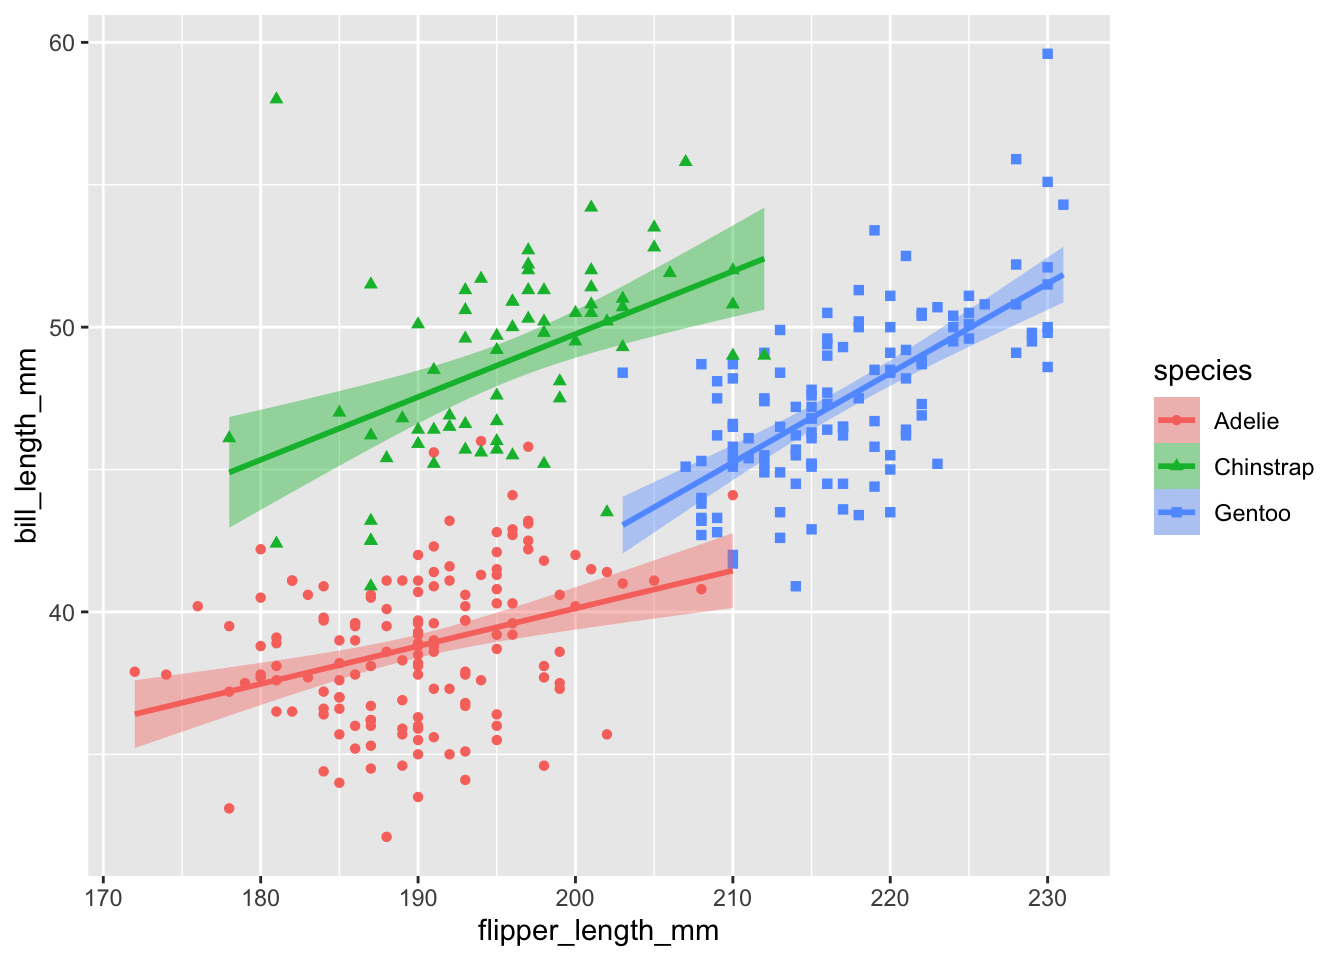 60
50
40
bill_length_mm
170 180 190 200 210 220 230
flipper_length_mm
species
Adelie
Chinstrap
Gentoo